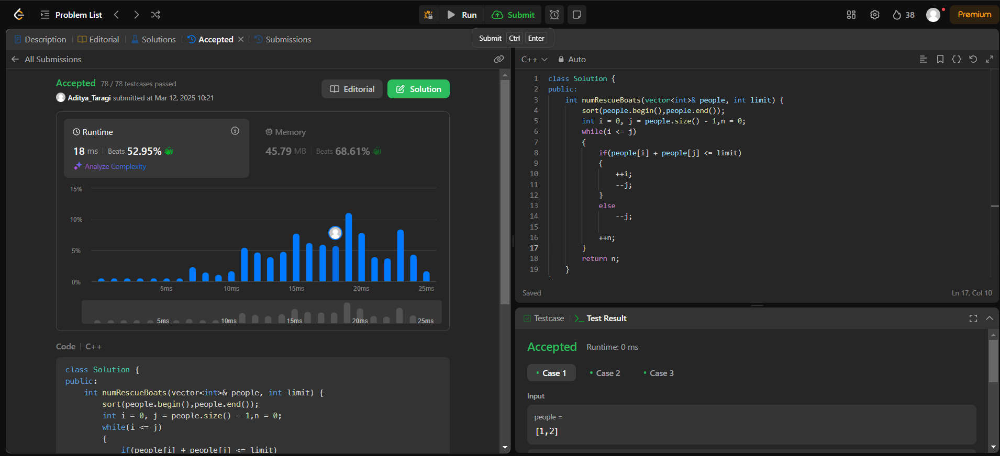 Problem List
Run
Submit
38
Premium
Submit Ctrl Enter
Description
Editorial
Solutions
Accepted
Submissions
All Submissions
Accepted 78 / 78 testcases passed
Aditya_Taragi submitted at Mar 12, 2025 10:21
Editorial
Solution
Runtime
18 ms Beats 52.95%
Analyze Complexity
Memory
45.79 MB Beats 68.61%
15%
10%
5%
0%
5ms 10ms 15ms 20ms 25ms
5ms 10ms 15ms 20ms 25ms
Code C++
class Solution {
public:
int numRescueBoats(vector<int>& people, int limit) {
sort(people.begin(),people.end());
int i = 0, j = people.size() - 1,n = 0;
while(i <= j)
{
if(people[i] + people[j] <= limit)
C++ Auto
1 class Solution {
2 public:
3 int numRescueBoats(vector<int>& people, int limit) {
4 sort(people.begin(),people.end());
5 int i = 0, j = people.size() - 1,n = 0;
6 while(i <= j)
7 {
8 if(people[i] + people[j] <= limit)
9 {
10 ++i;
11 --j;
12 }
13 else
14 --j;
15
16 ++n;
17 }
18 return n;
19 }
Saved
Ln 17, Col 10
Testcase
Test Result
Accepted Runtime: 0 ms
Case 1
Case 2
Case 3
Input
people =
[1,2]